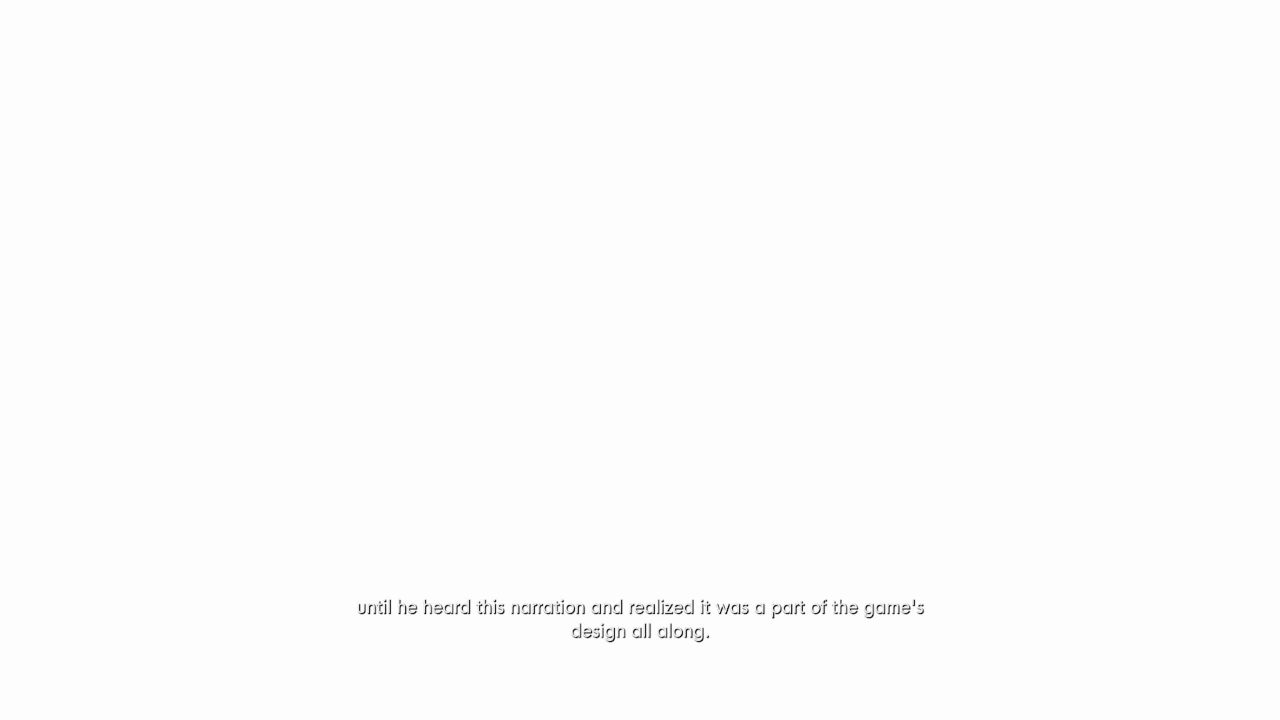 until he heard this narration and realized it was a part of the game's
design all along.